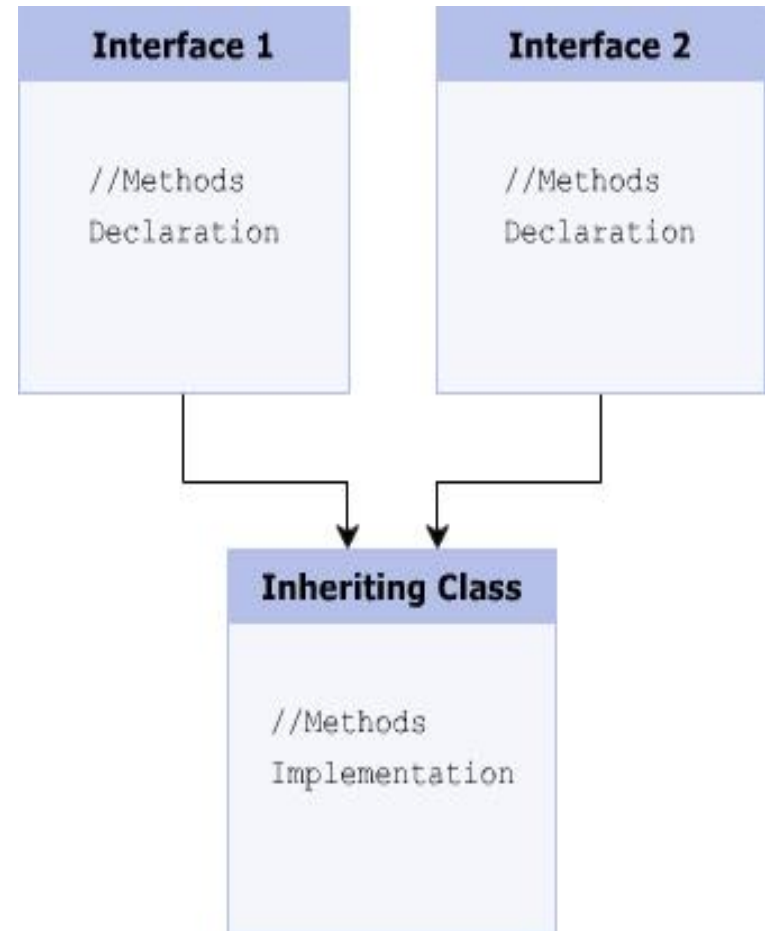 Interface 1
//Methods
Declaration
Interface 2
//Methods
Declaration
Inheriting Class
//Methods
Implementation